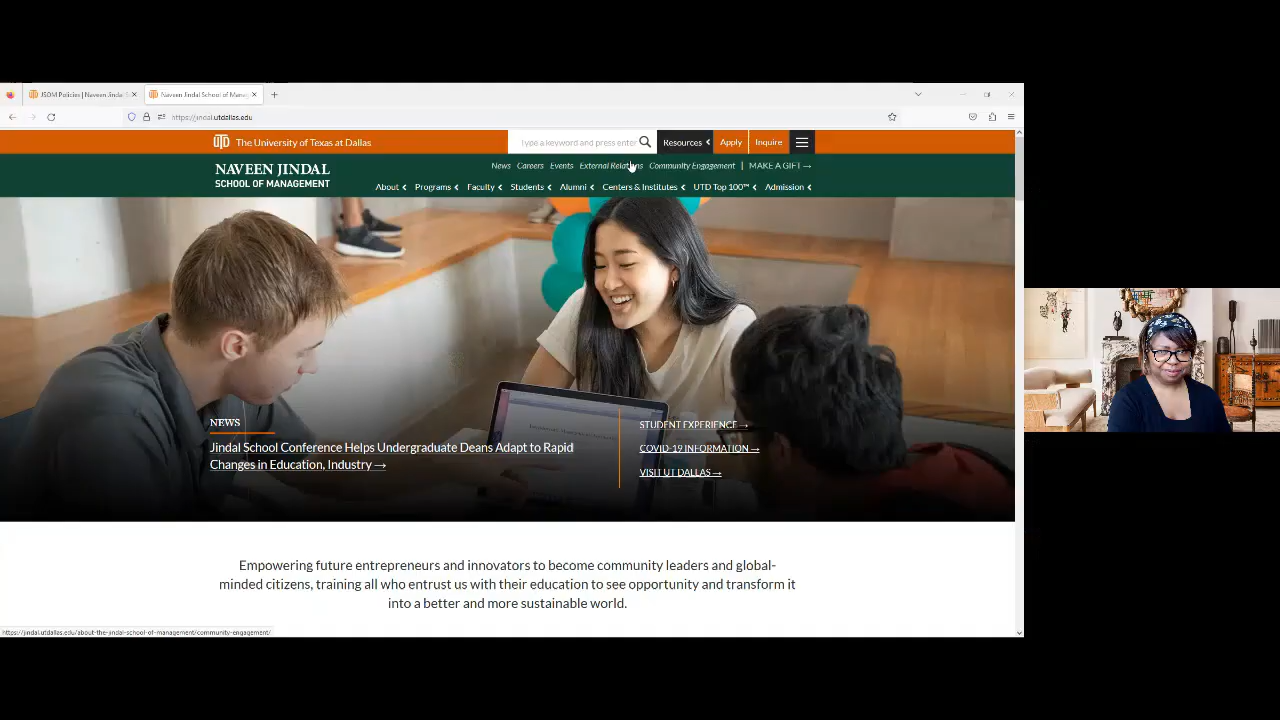 JSOM Policies | Naveen Jindal S
Naveen Jindal School of Mana
https://jindal.utdallas.edu
UTD The University of Texas at Dallas
Type a keyword and press enter
Resources
Apply
Inquire
NAVEEN JINDAL
SCHOOL OF MANAGEMENT
News Careers Events External Relations Community Engagement | MAKE A GIFT →
About Programs Faculty Students Alumni Centers & Institutes UTD Top 100™ Admission
NEWS
Jindal School Conference Helps Undergraduate Deans Adapt to Rapid
Changes in Education, Industry →
STUDENT EXPERIENCE →
COVID-19 INFORMATION →
VISIT UT DALLAS →
Empowering future entrepreneurs and innovators to become community leaders and global-
minded citizens, training all who entrust us with their education to see opportunity and transform it
into a better and more sustainable world.
https://jindal.utdallas.edu/about-the-jindal-school-of-management/community-engagement/